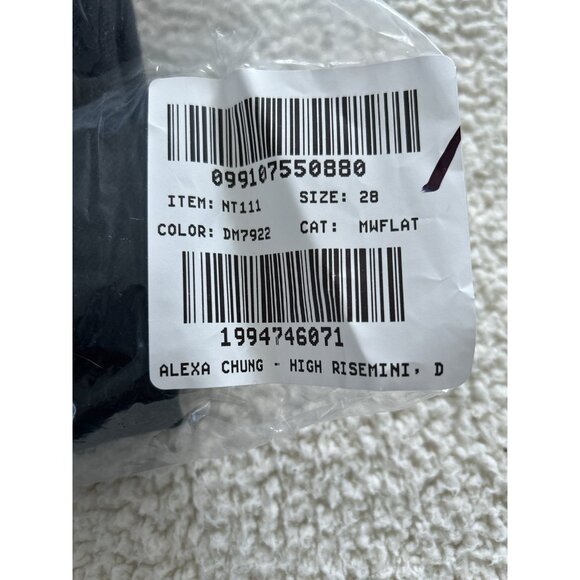 099107550880
ITEM: NT111 SIZE: 28
COLOR: DM7922 CAT: MWFLAT
1994746071
ALEXA CHUNG - HIGH RISEMINI, D